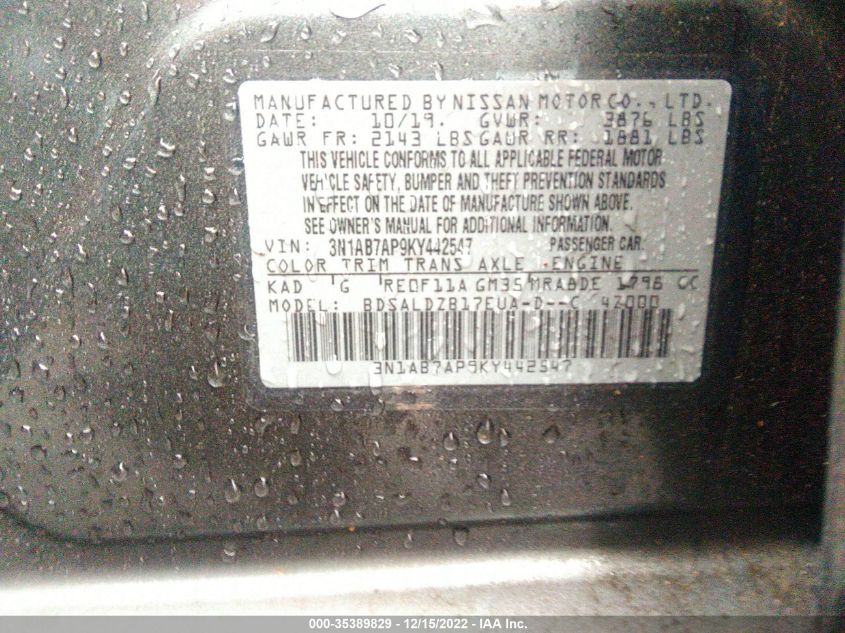 MANUFACTURED BY NISSAN MOTOR CO., LTD.
DATE: 10/19. GVWR: 3876 LBS
GAWR FR: 2143 LBS GAWR RR: 1881 LBS
THIS VEHICLE CONFORMS TO ALL APPLICABLE FEDERAL MOTOR
VEHICLE SAFETY, BUMPER AND THEFT PREVENTION STANDARDS
IN EFFECT ON THE DATE OF MANUFACTURE SHOWN ABOVE.
SEE OWNER'S MANUAL FOR ADDITIONAL INFORMATION.
VIN: 3N1AB7AP9KY442547 PASSENGER CAR
COLOR TRIM TRANS AXLE ENGINE
KAD G RE0F11A GM35 MRA8DE 1798 CC
MODEL: BDSALDZB17EUA-D--C 4Z000
3N1AB7AP9KY442547
000-35389829 - 12/15/2022 - IAA Inc.